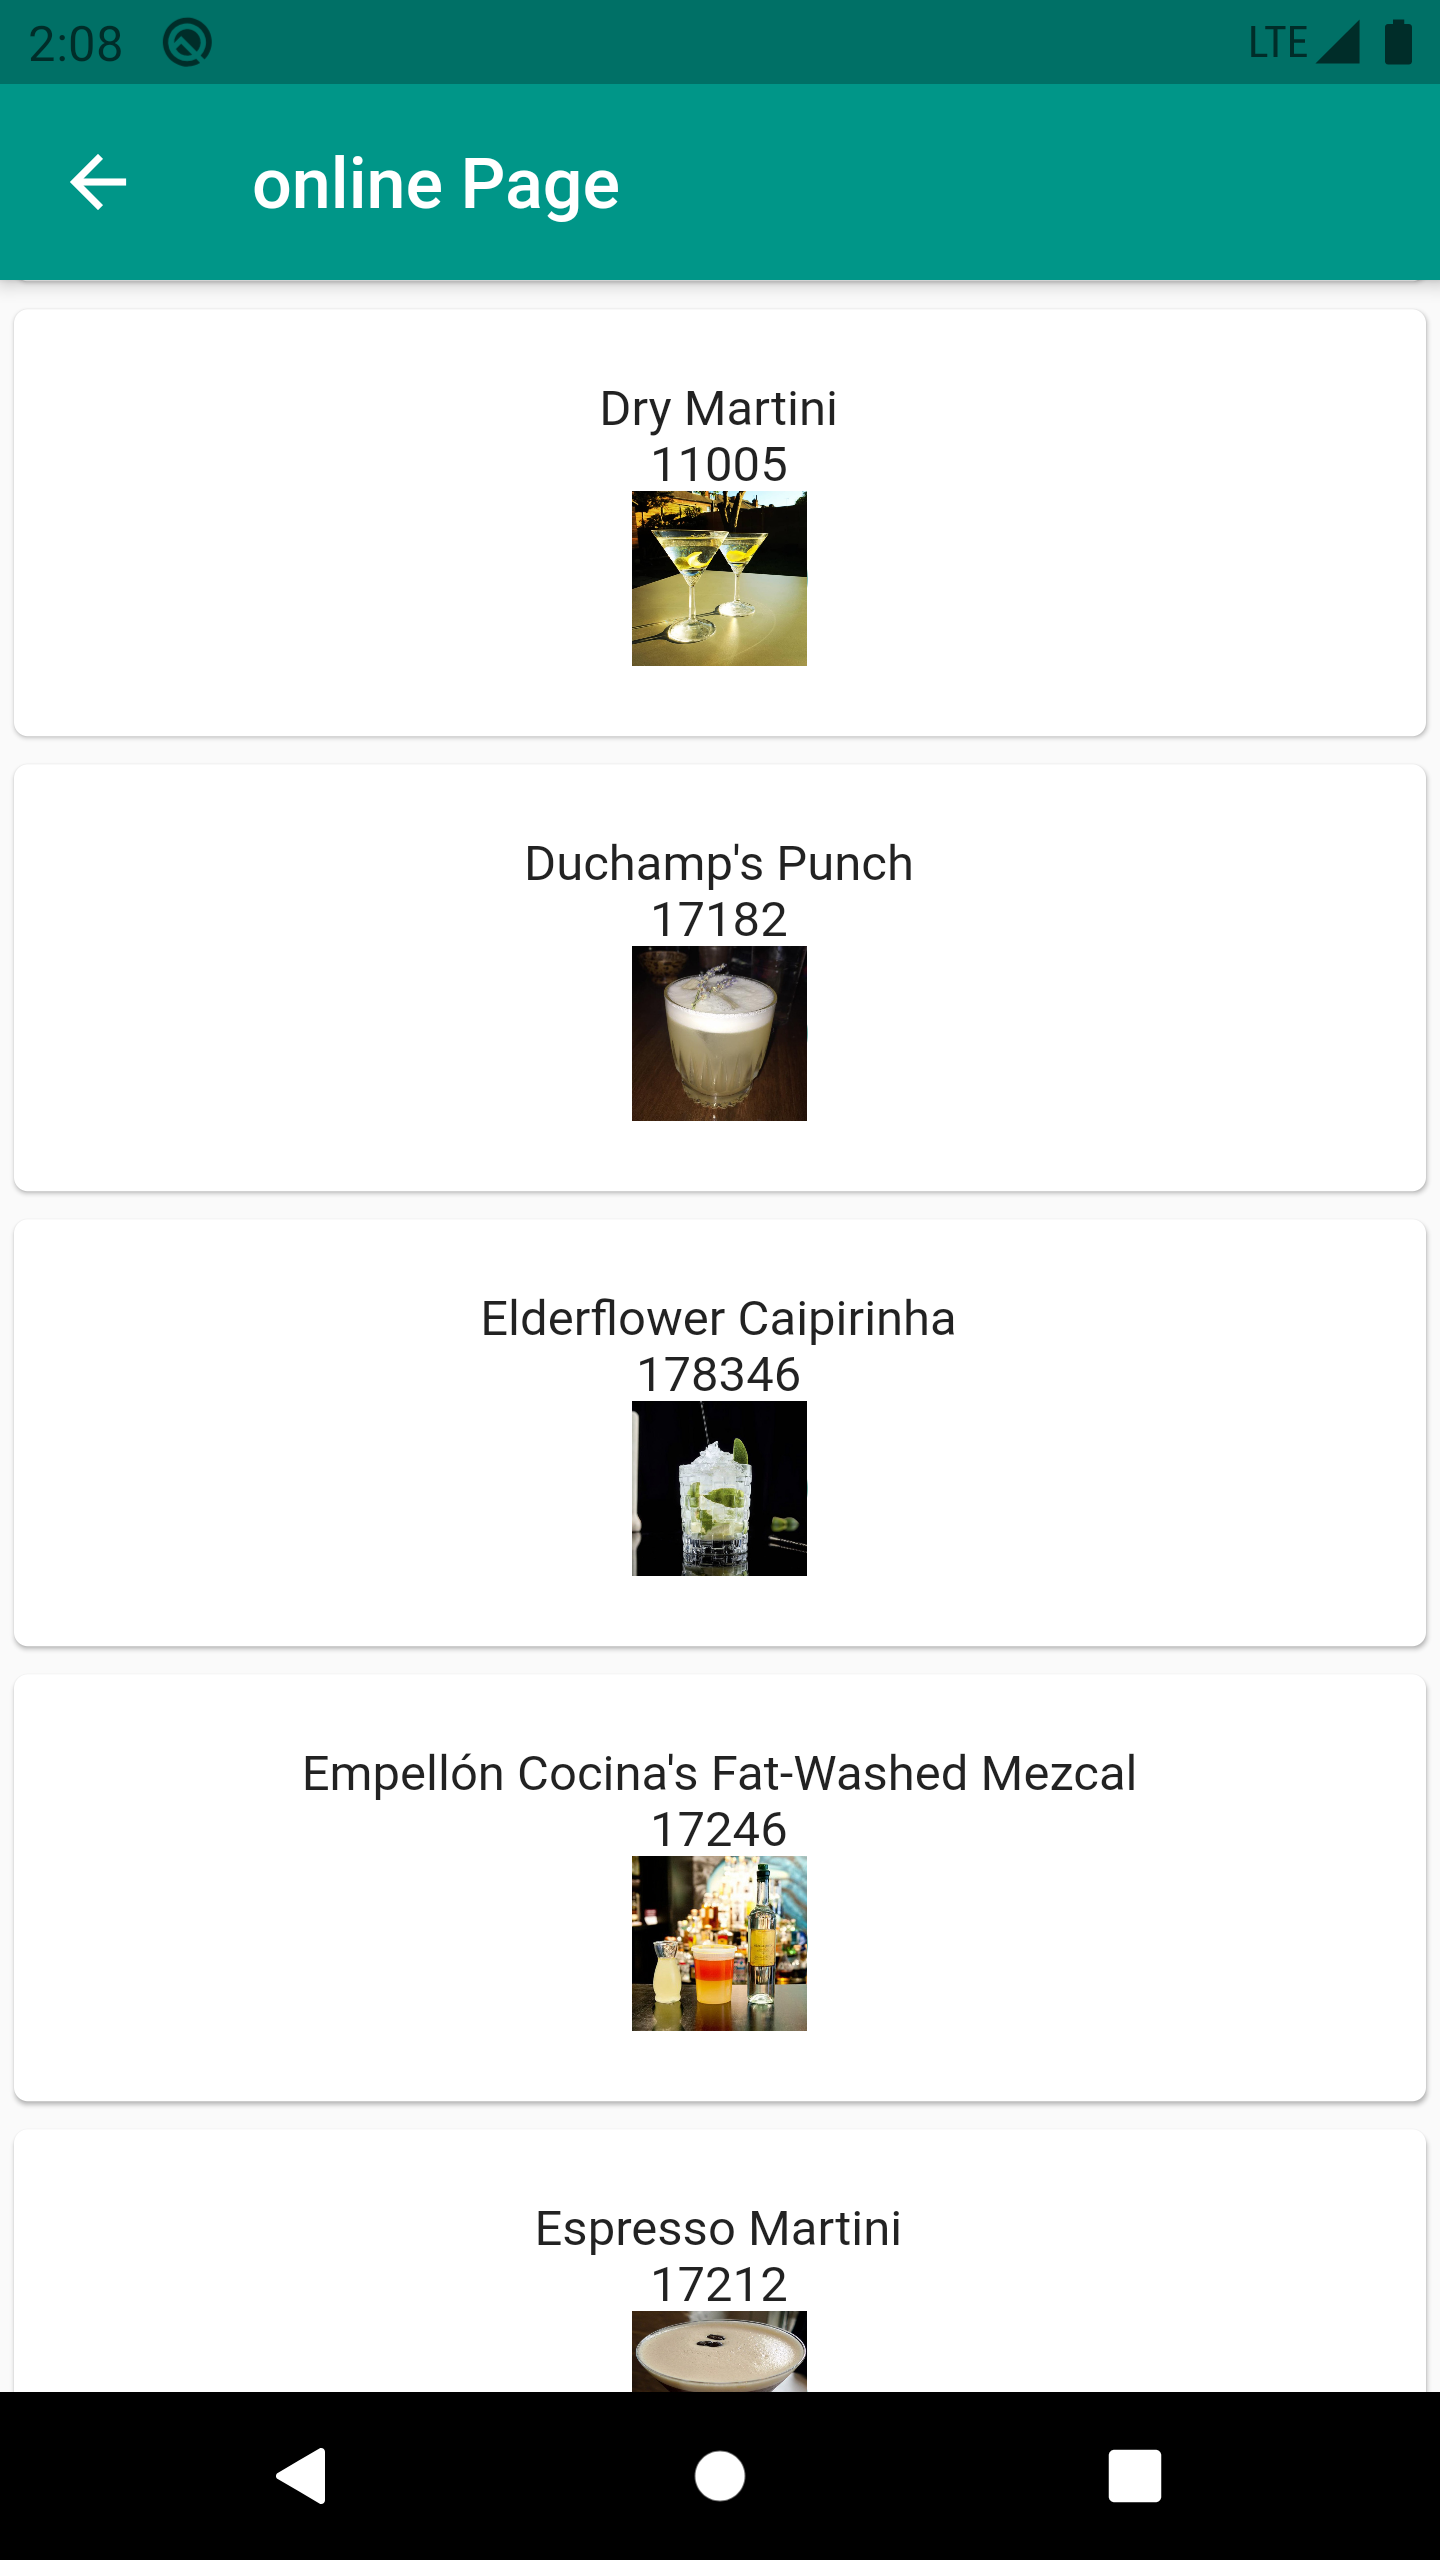 2:08 LTE
online Page
Dry Martini
11005
Duchamp's Punch
17182
Elderflower Caipirinha
178346
Empellón Cocina's Fat-Washed Mezcal
17246
Espresso Martini
17212